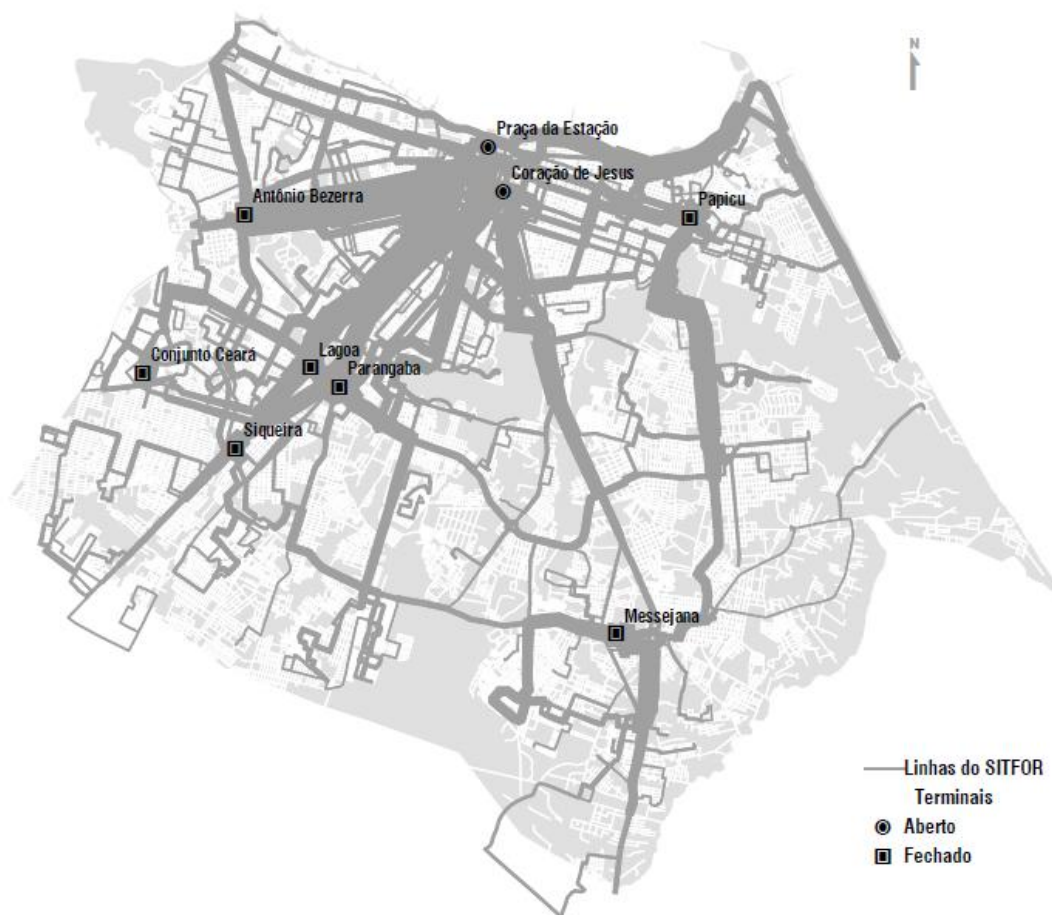 N
Praça da Estação
Coração de Jesus
Antônio Bezerra
Papicu
Lagoa
Conjunto Ceará
Parangaba
Siqueira
Messejana
Linhas do SITFOR
Terminais
Aberto
Fechado